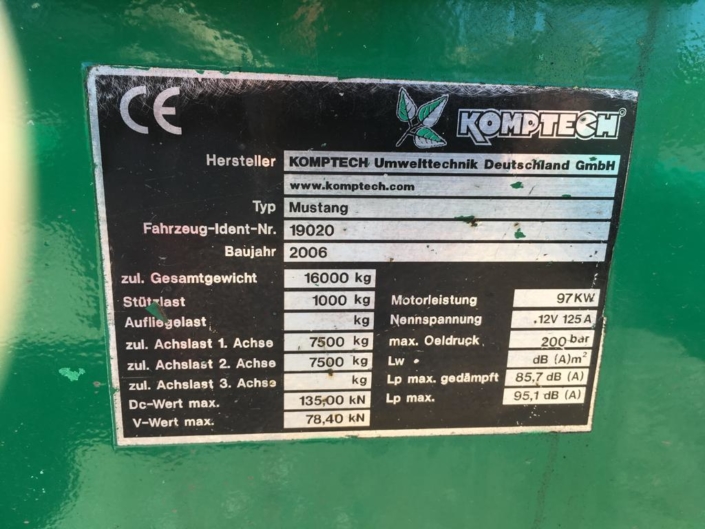 CE
KOMPTECH
Hersteller KOMPTECH Umwelttechnik Deutschland GmbH
www.komptech.com
Typ Mustang
Fahrzeug-Ident-Nr. 19020
Baujahr 2006
zul. Gesamtgewicht 16000 kg
Stützlast 1000 kg Motorleistung 97KW
Aufliegelast kg Nennspannung 12V 125A
zul. Achslast 1. Achse 7500 kg max. Oeldruck 200 bar
zul. Achslast 2. Achse 7500 kg Lw dB (A)m²
zul. Achslast 3. Achse kg Lp max. gedämpft 85,7 dB (A)
Dc-Wert max. 135,00 kN Lp max. 95,1 dB (A)
V-Wert max. 78,40 kN